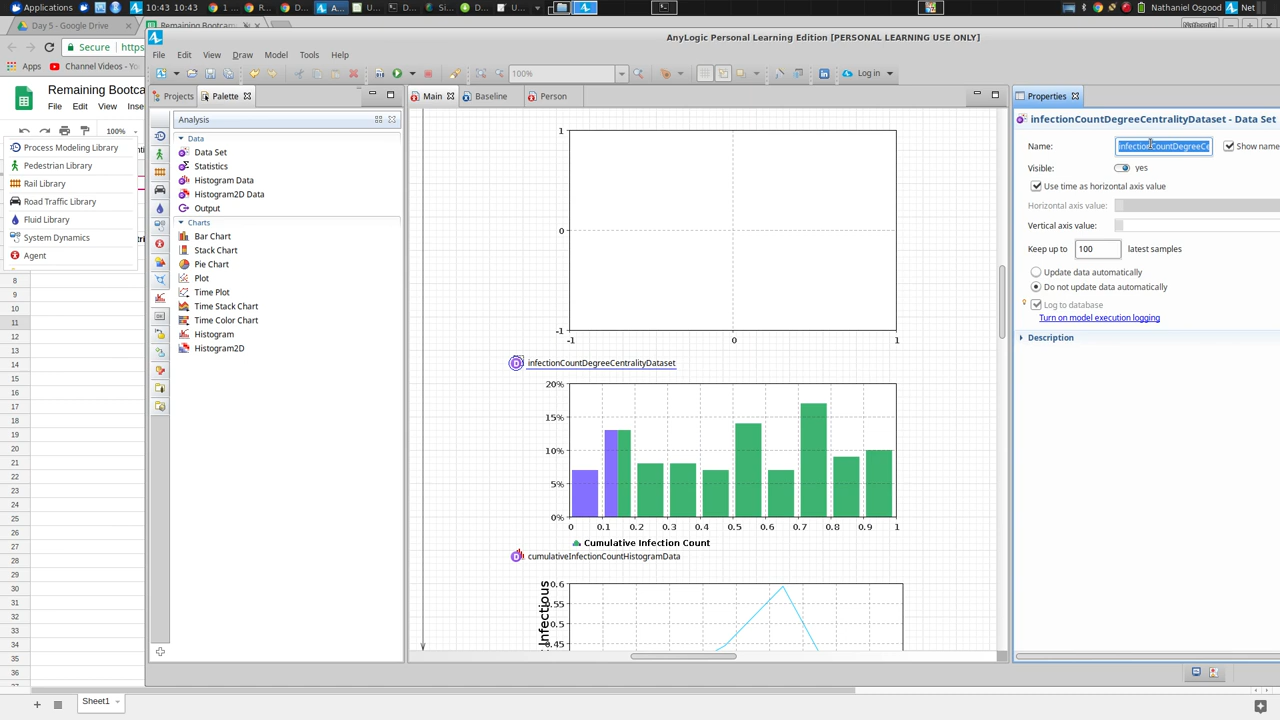 Applications
10:43
10:43
R...
D...
A...
U...
U...
D...
Si...
D...
U...
Nathaniel Osgood
Net
Day 5 - Google Drive
Remaining Bootcam
Secure
https
Apps
Channel Videos - Yo
Remaining Bootca
File Edit View Inse
100%
AnyLogic Personal Learning Edition [PERSONAL LEARNING USE ONLY]
File Edit View Draw Model Tools Help
100%
Log in
Projects
Palette
Main
Baseline
Person
Properties
Analysis
Data
Data Set
Statistics
Histogram Data
Histogram2D Data
Output
Charts
Bar Chart
Stack Chart
Pie Chart
Plot
Time Plot
Time Stack Chart
Time Color Chart
Histogram
Histogram2D
Process Modeling Library
Pedestrian Library
Rail Library
Road Traffic Library
Fluid Library
System Dynamics
Agent
8
9
10
11
12
13
14
15
16
17
18
19
20
21
22
23
24
25
26
27
28
29
30
31
32
33
34
35
36
Sheet1
1
0
-1
-1 0 1
infectionCountDegreeCentralityDataset
20%
15%
10%
5%
0%
0 0.1 0.2 0.3 0.4 0.5 0.6 0.7 0.8 0.9 1
Cumulative Infection Count
cumulativeInfectionCountHistogramData
Infectious
0.6
0.55
0.5
0.45
infectionCountDegreeCentralityDataset - Data Set
Name: infectionCountDegreeCe
Show name
Visible: yes
Use time as horizontal axis value
Horizontal axis value:
Vertical axis value:
Keep up to 100 latest samples
Update data automatically
Do not update data automatically
Log to database
Turn on model execution logging
Description